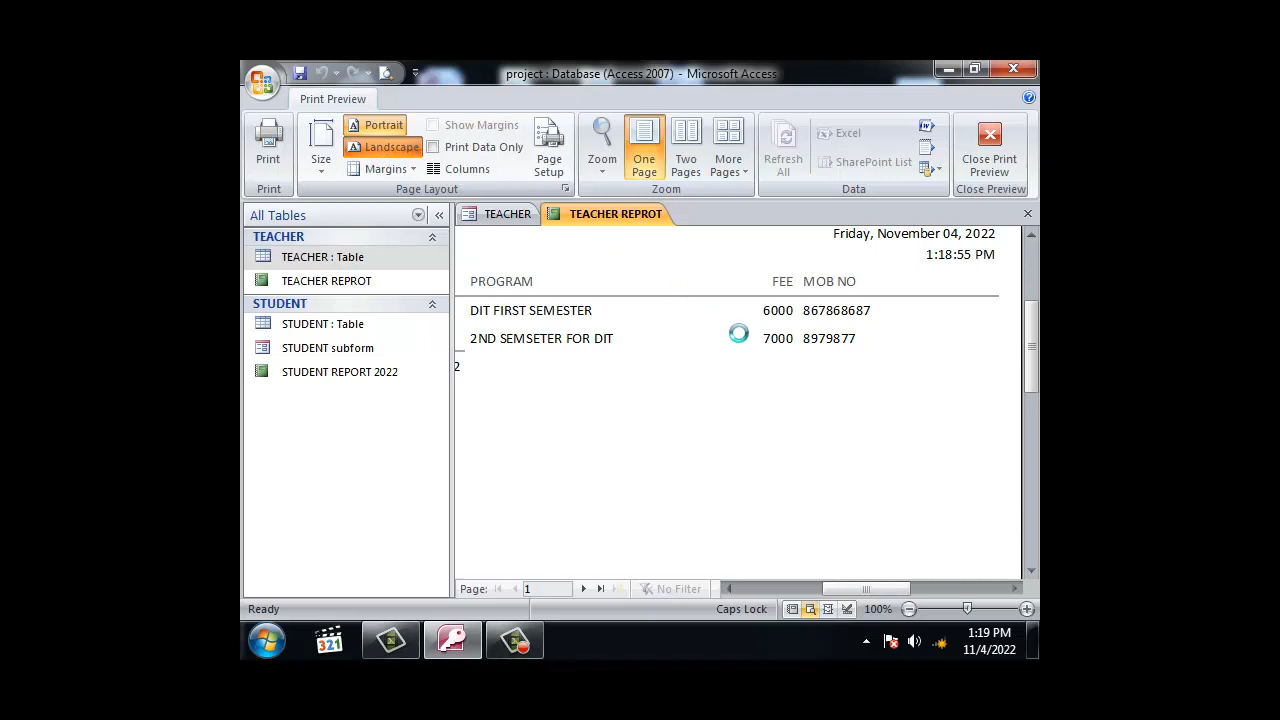 project : Database (Access 2007) - Microsoft Access
Print Preview
Print
Size
Portrait
Landscape
Margins
Show Margins
Print Data Only
Columns
Page Setup
Zoom
One Page
Two Pages
More Pages
Refresh All
Excel
SharePoint List
Close Print Preview
Print
Page Layout
Zoom
Data
Close Preview
All Tables
«
TEACHER
TEACHER REPROT
TEACHER
TEACHER : Table
TEACHER REPROT
STUDENT
STUDENT : Table
STUDENT subform
STUDENT REPORT 2022
Friday, November 04, 2022
1:18:55 PM
PROGRAM FEE MOB NO
DIT FIRST SEMESTER 6000 867868687
2ND SEMSETER FOR DIT 7000 8979877
2
Page: 1
No Filter
Ready
Caps Lock
100%
321
1:19 PM
11/4/2022